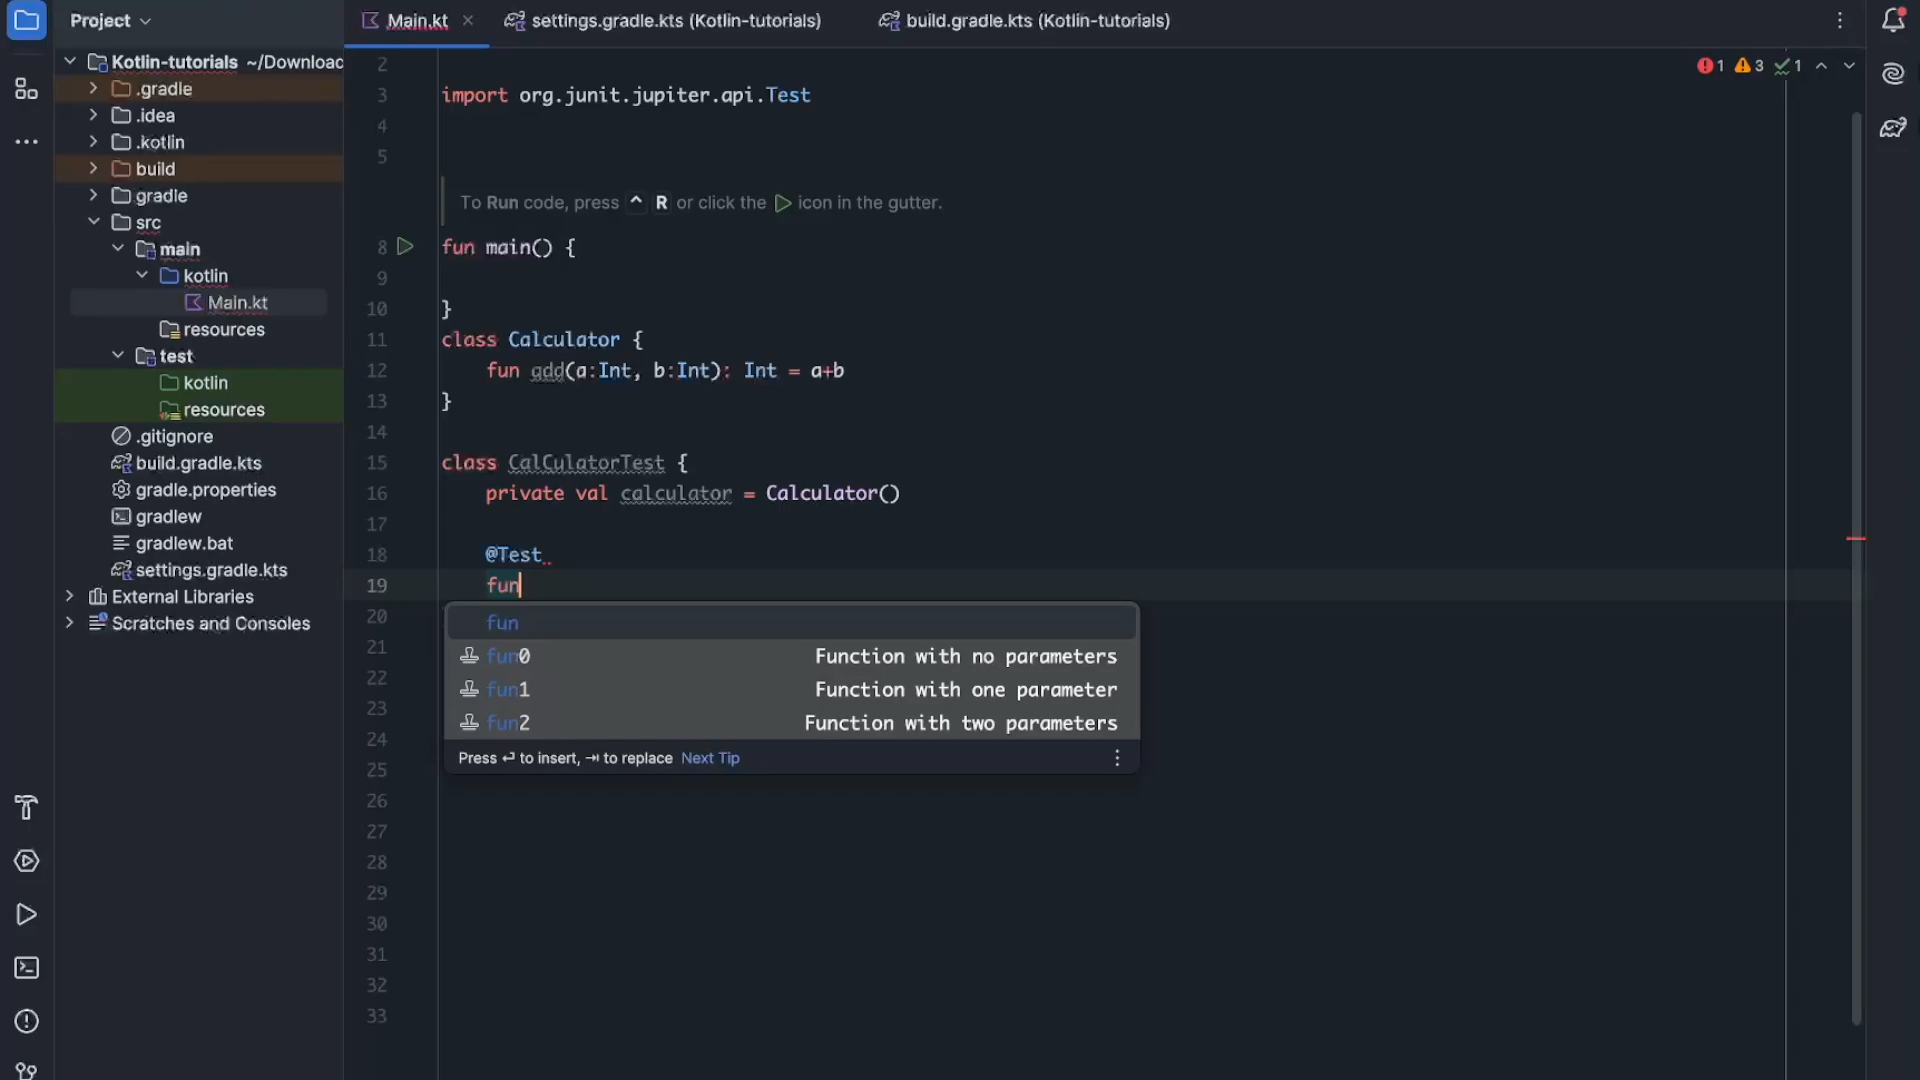 Project
Main.kt
settings.gradle.kts (Kotlin-tutorials)
build.gradle.kts (Kotlin-tutorials)
Kotlin-tutorials ~/Downloac
.gradle
.idea
.kotlin
build
gradle
src
main
kotlin
Main.kt
resources
test
kotlin
resources
.gitignore
build.gradle.kts
gradle.properties
gradlew
gradlew.bat
settings.gradle.kts
External Libraries
Scratches and Consoles
1 3 1
2
3 import org.junit.jupiter.api.Test
4
5
To Run code, press ⌃ R or click the ▷ icon in the gutter.
8 fun main() {
9
10 }
11 class Calculator {
12 fun add(a:Int, b:Int): Int = a+b
13 }
14
15 class CalCulatorTest {
16 private val calculator = Calculator()
17
18 @Test
19 fun
20
21
22
23
24
25
26
27
28
29
30
31
32
33
fun
fun0 Function with no parameters
fun1 Function with one parameter
fun2 Function with two parameters
Press ⏎ to insert, ⇥ to replace Next Tip